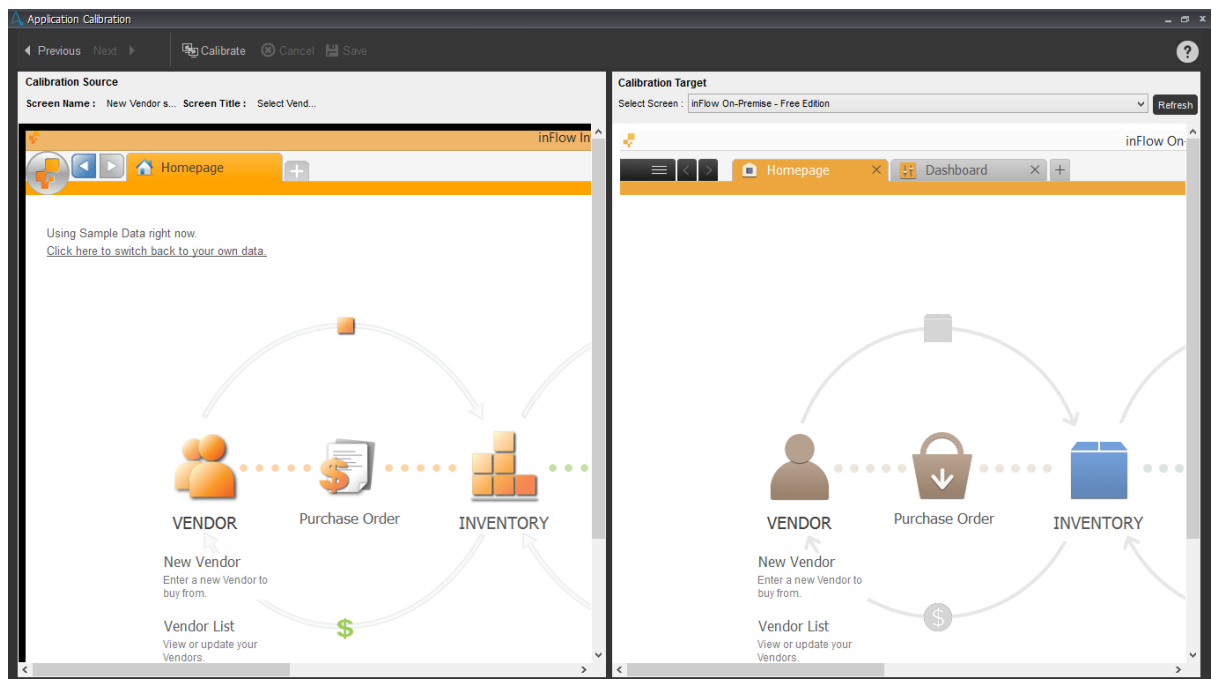 Application Calibration
Previous Next Calibrate Cancel Save ?
Calibration Source
Screen Name : New Vendor s... Screen Title : Select Vend...
inFlow In
Homepage
Using Sample Data right now.
Click here to switch back to your own data.
$
VENDOR Purchase Order INVENTORY
New Vendor
Enter a new Vendor to
buy from.
Vendor List
View or update your
Vendors.
$
Calibration Target
Select Screen : inFlow On-Premise - Free Edition Refresh
inFlow On-
Homepage Dashboard
VENDOR Purchase Order INVENTORY
New Vendor
Enter a new Vendor to
buy from.
Vendor List
View or update your
Vendors.
$